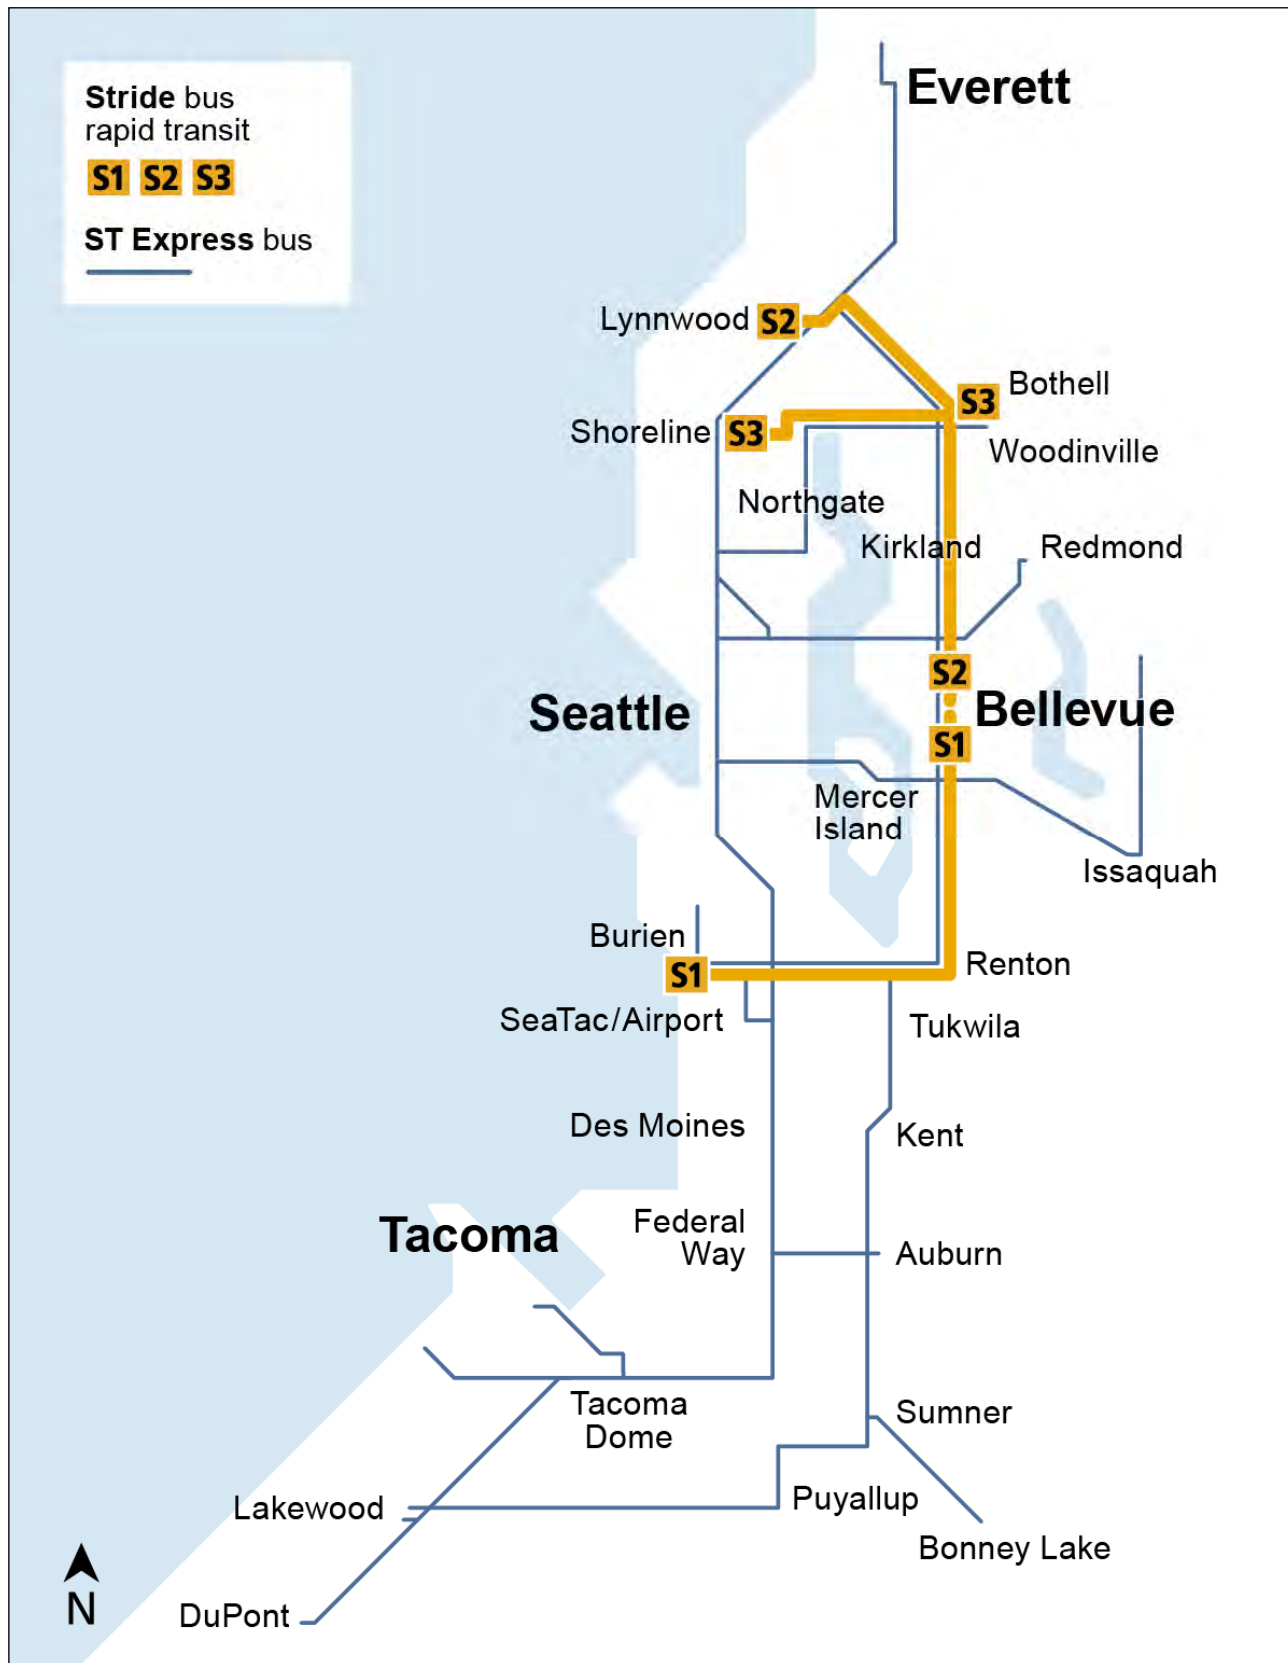 Stride bus
rapid transit
S1 S2 S3
ST Express bus
Everett
Lynnwood S2
S3 Bothell
Shoreline S3
Woodinville
Northgate
Kirkland
Redmond
S2
Seattle
Bellevue
S1
Mercer
Island
Issaquah
Burien
S1
Renton
SeaTac/Airport
Tukwila
Des Moines
Kent
Federal
Way
Tacoma
Auburn
Tacoma
Dome
Sumner
Puyallup
Lakewood
Bonney Lake
N
DuPont